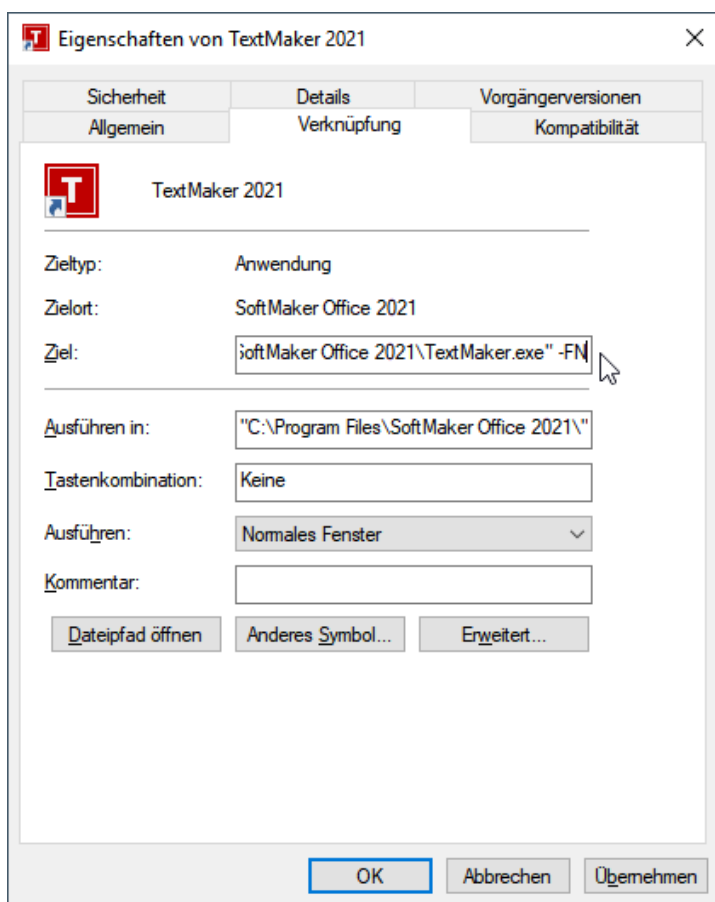 Eigenschaften von TextMaker 2021
Sicherheit Details Vorgängerversionen
Allgemein Verknüpfung Kompatibilität
T TextMaker 2021
Zieltyp: Anwendung
Zielort: SoftMaker Office 2021
Ziel: SoftMaker Office 2021\TextMaker.exe" -FN
Ausführen in: "C:\Program Files\SoftMaker Office 2021\"
Tastenkombination: Keine
Ausführen: Normales Fenster
Kommentar:
Dateipfad öffnen Anderes Symbol... Erweitert...
OK Abbrechen Übernehmen